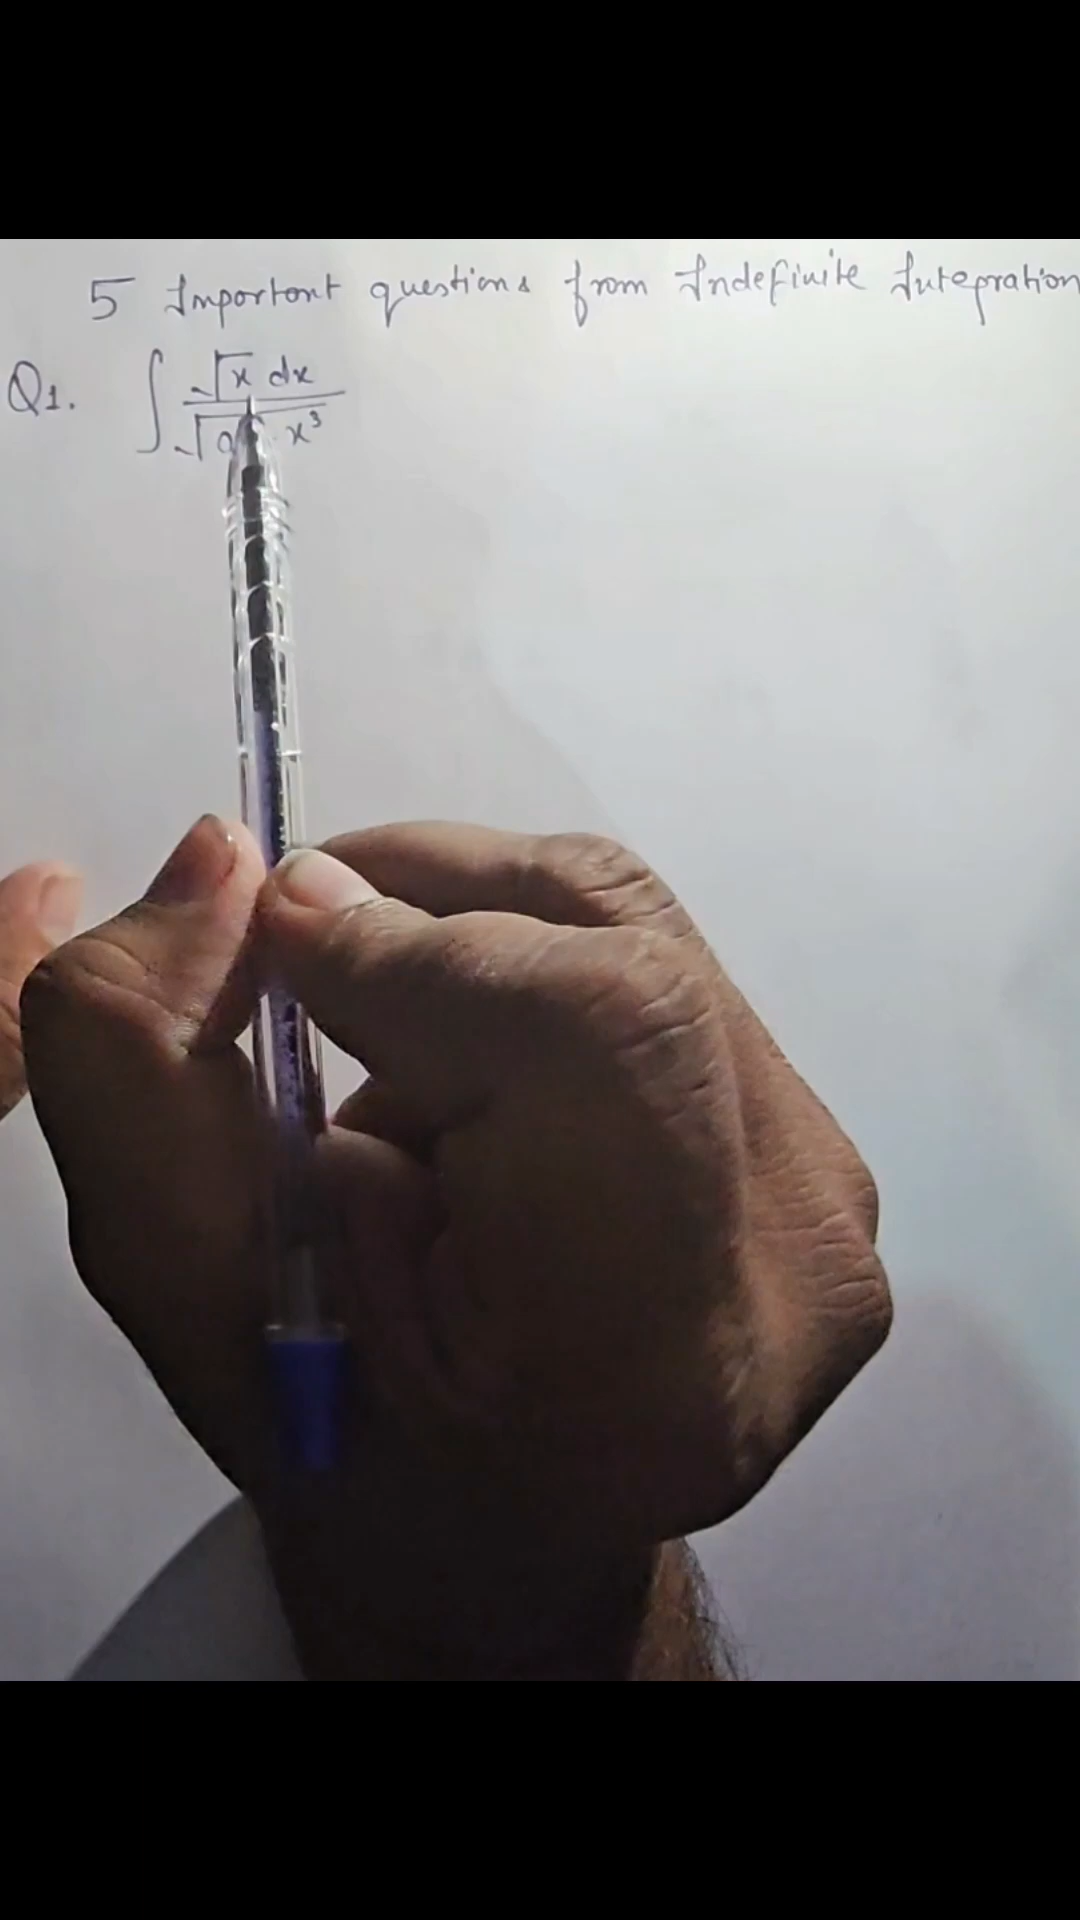 5 Important questions from Indefinite Integration
Q1. ∫ √x dx
√a x³